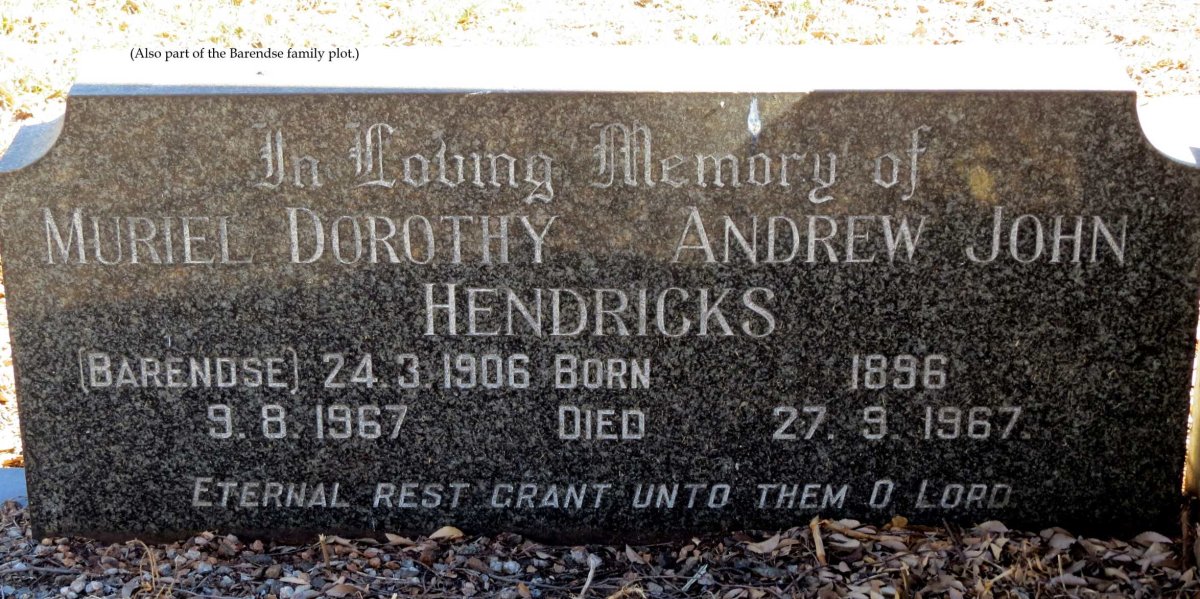 (Also part of the Barendse family plot.)
In Loving Memory of
MURIEL DOROTHY ANDREW JOHN
HENDRICKS
(BARENDSE) 24. 3. 1906 BORN 1896
9. 8. 1967 DIED 27. 9. 1967.
ETERNAL REST GRANT UNTO THEM O LORD